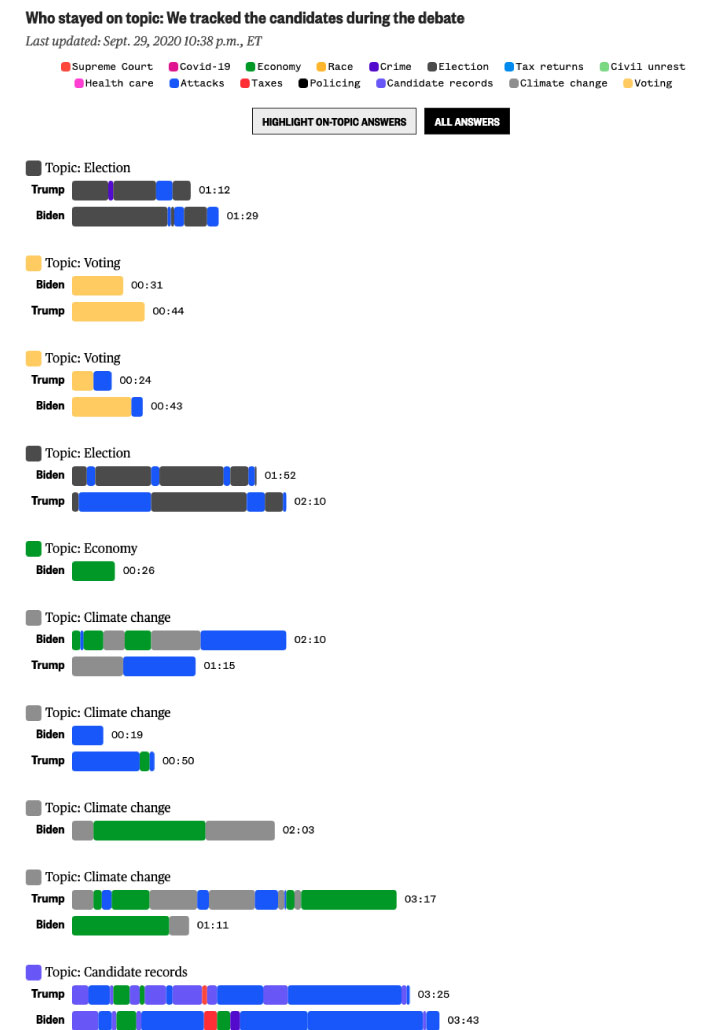 Who stayed on topic: We tracked the candidates during the debate
Last updated: Sept. 29, 2020 10:38 p.m., ET
Supreme Court Covid-19 Economy Race Crime Election Tax returns Civil unrest
Health care Attacks Taxes Policing Candidate records Climate change Voting
HIGHLIGHT ON-TOPIC ANSWERS ALL ANSWERS
Topic: Election
Trump 01:12
Biden 01:29
Topic: Voting
Biden 00:31
Trump 00:44
Topic: Voting
Trump 00:24
Biden 00:43
Topic: Election
Biden 01:52
Trump 02:10
Topic: Economy
Biden 00:26
Topic: Climate change
Biden 02:10
Trump 01:15
Topic: Climate change
Biden 00:19
Trump 00:50
Topic: Climate change
Biden 02:03
Topic: Climate change
Trump 03:17
Biden 01:11
Topic: Candidate records
Trump 03:25
Biden 03:43